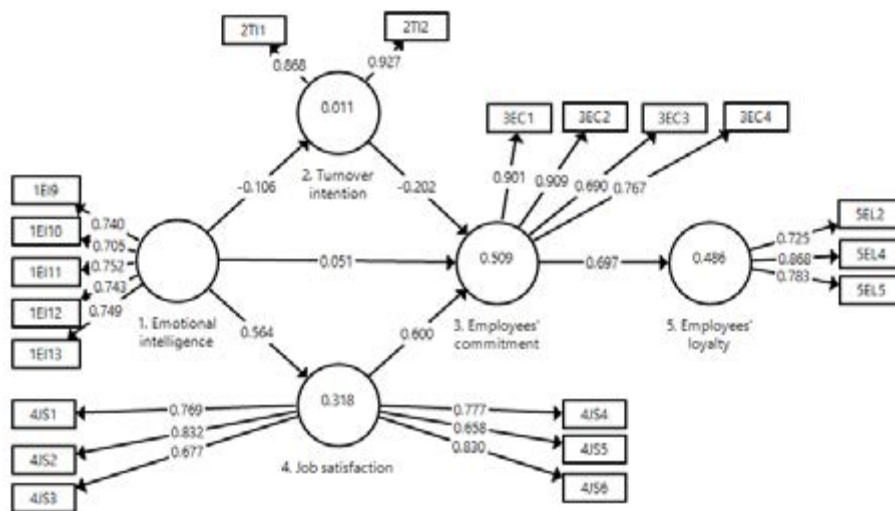 2TI1
2TI2
0.868
0.927
0.011
2. Turnover
intention
3EC1
3EC2
3EC3
3EC4
0.901
0.909
0.690
0.767
-0.106
-0.202
1EI9
1EI10
1EI11
1EI12
1EI13
0.740
0.705
0.752
0.743
0.749
1. Emotional
intelligence
0.051
0.509
3. Employees'
commitment
0.697
0.486
5. Employees'
loyalty
5EL2
5EL4
5EL5
0.725
0.868
0.783
0.564
0.600
0.318
4. Job satisfaction
4JS1
4JS2
4JS3
0.769
0.832
0.677
0.777
0.658
0.830
4JS4
4JS5
4JS6